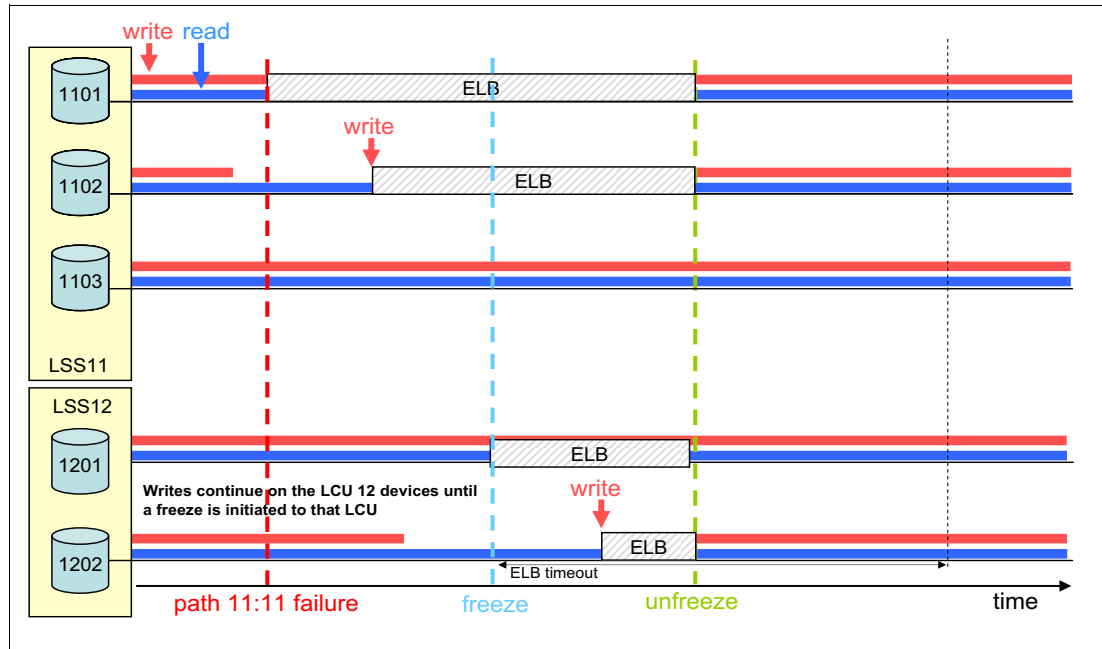 write read
1101
ELB
write
1102
ELB
1103
LSS11
LSS12
1201
ELB
Writes continue on the LCU 12 devices until
a freeze is initiated to that LCU
write
1202
ELB
ELB timeout
path 11:11 failure
freeze
unfreeze
time